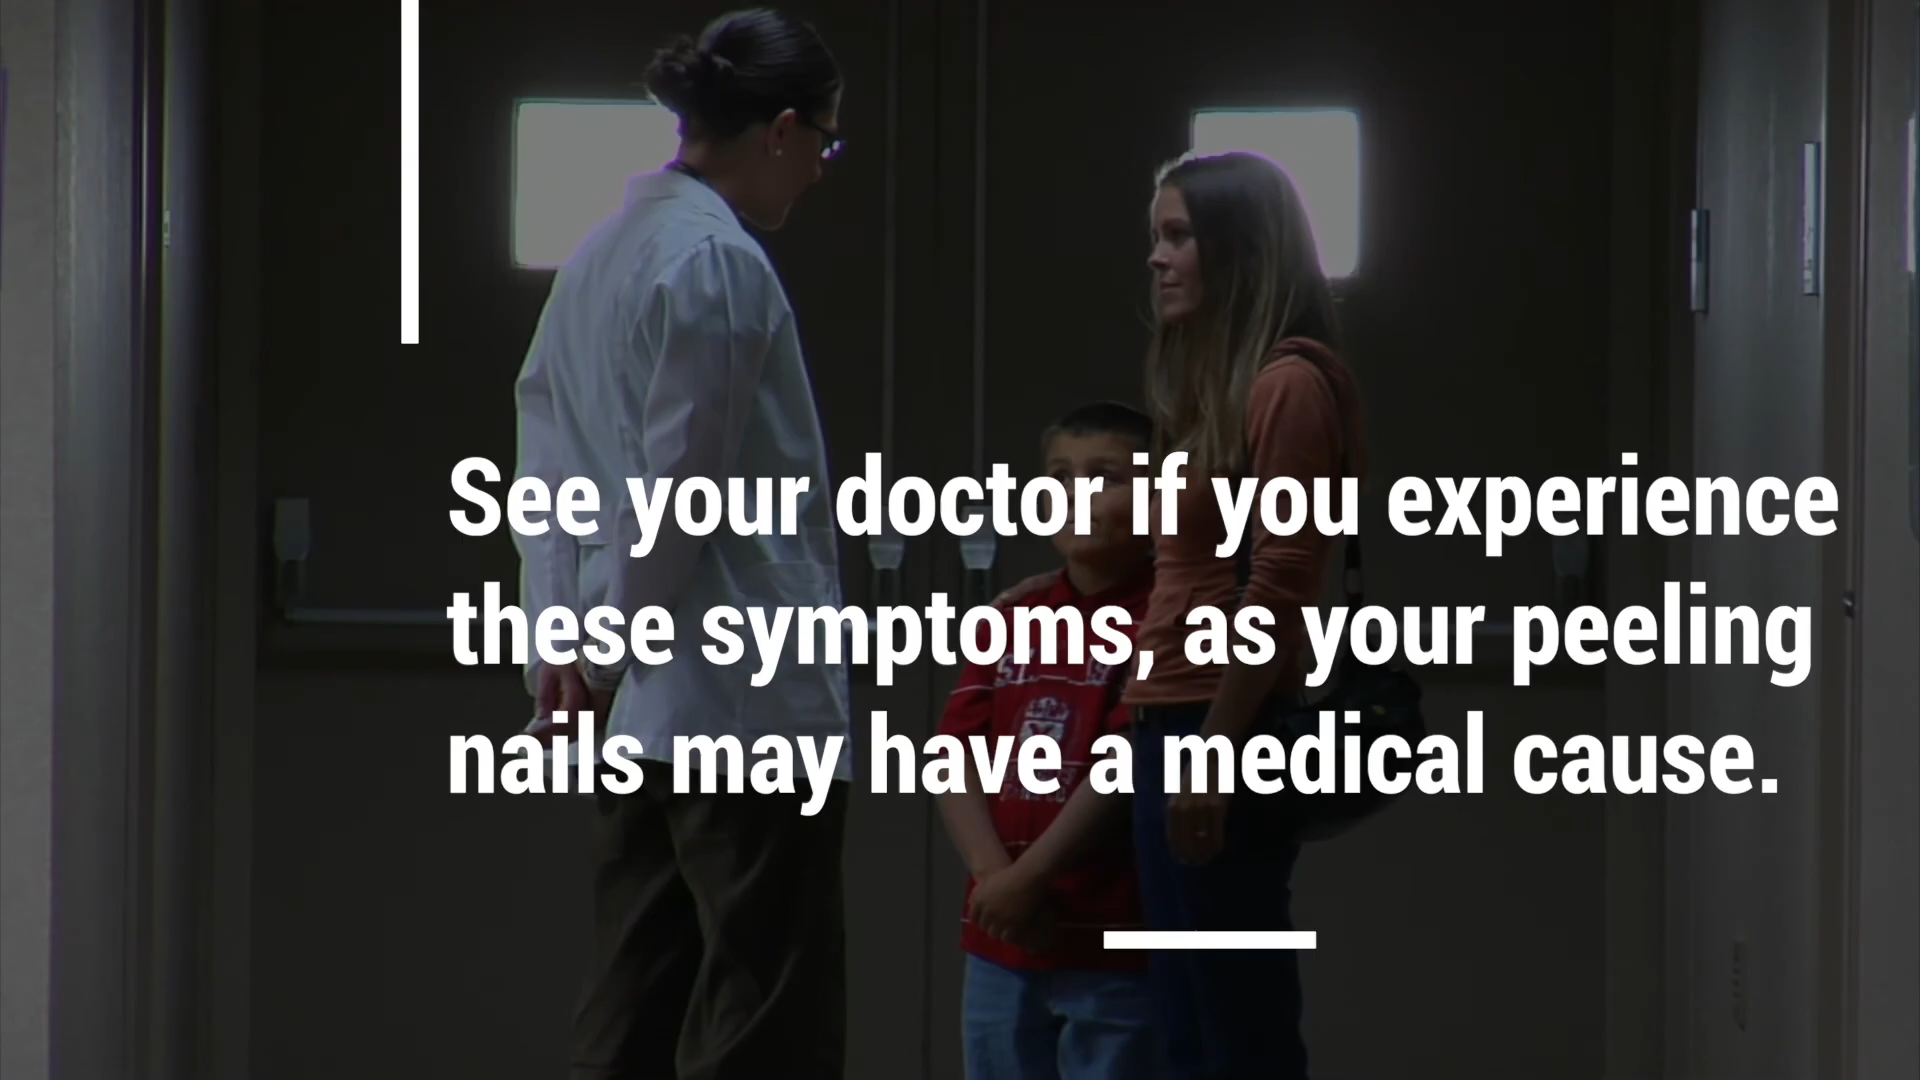 See your doctor if you experience
these symptoms, as your peeling
nails may have a medical cause.